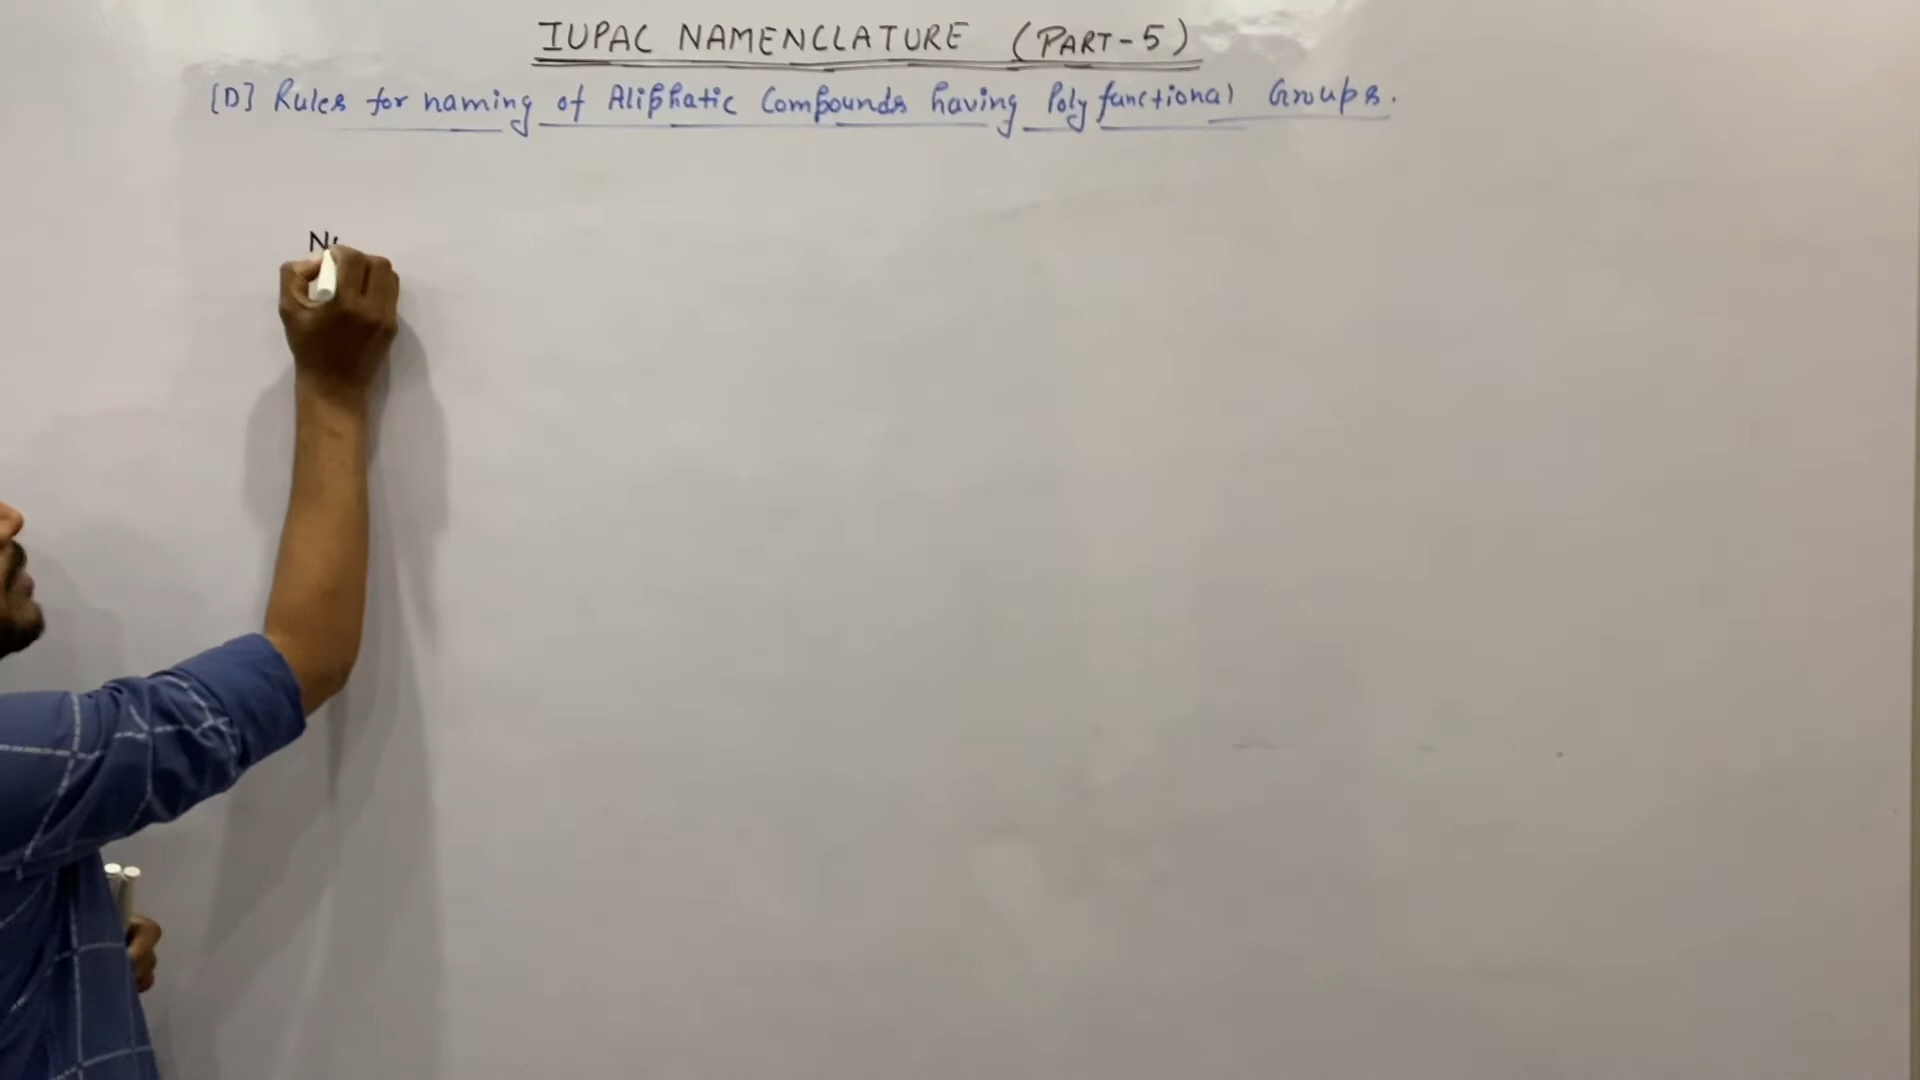 IUPAC NAMENCLATURE (PART-5)
[D] Rules for naming of Aliphatic Compounds having Poly functional Groups.